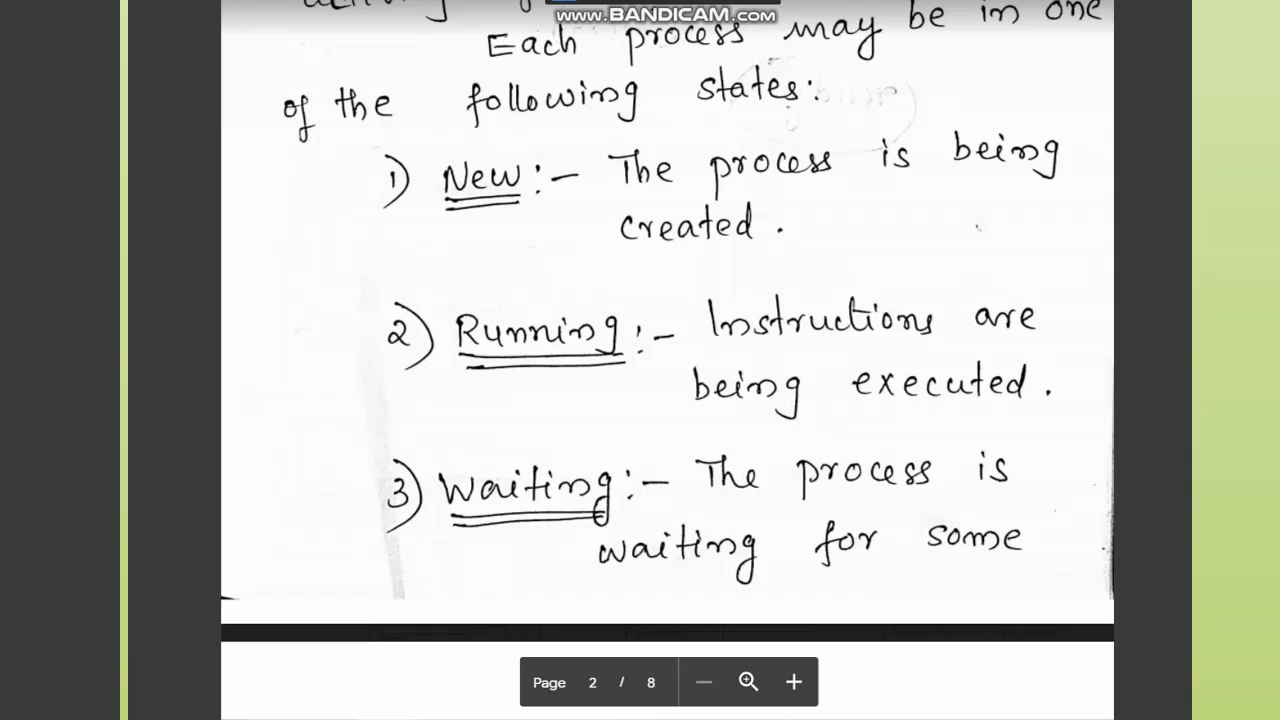 www.BANDICAM.com
Each process may be in one
of the following states:
1) New :- The process is being
created.
2) Running :- Instructions are
being executed.
3) Waiting :- The process is
waiting for some
Page 2 / 8